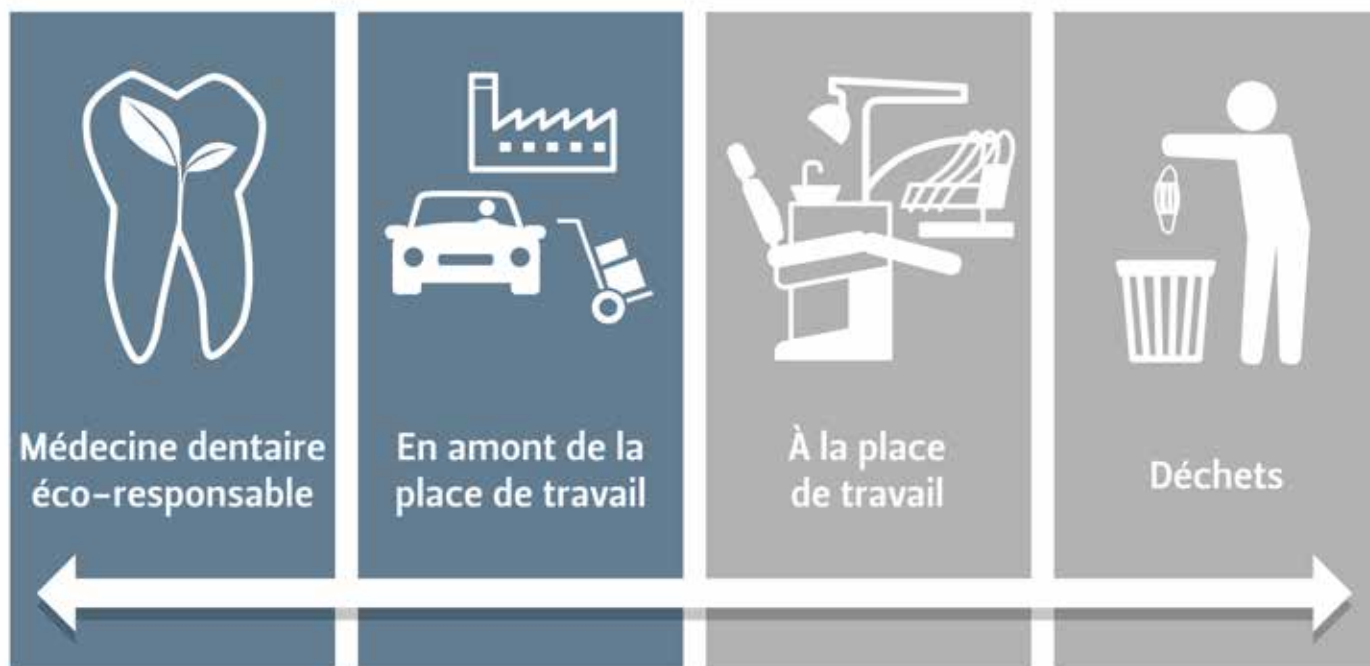 Médecine dentaire
éco-responsable
En amont de la
place de travail
À la place
de travail
Déchets